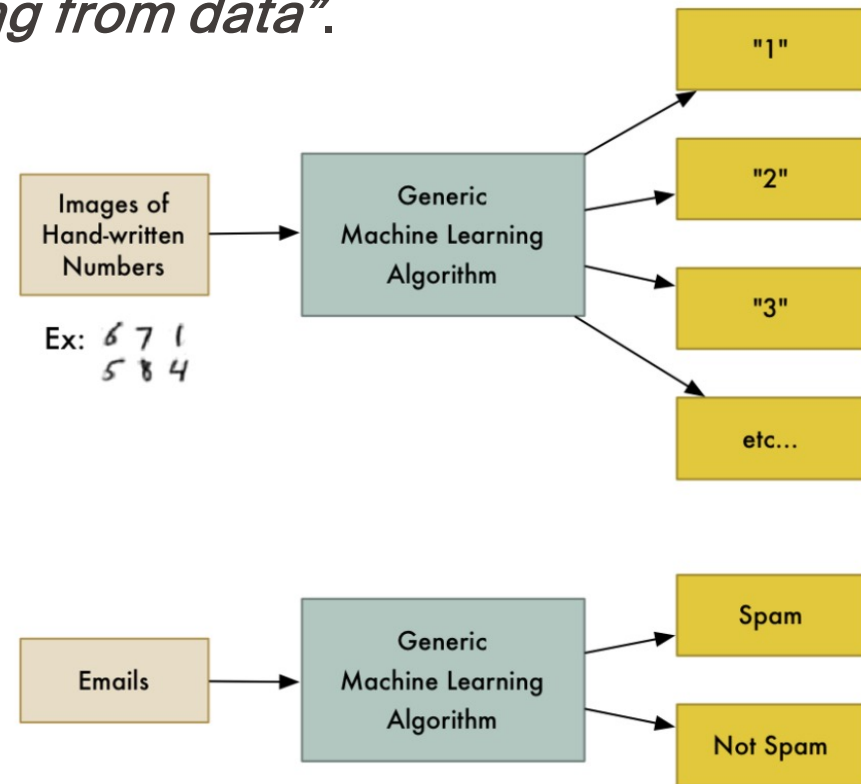 ng from data”.
Images of
Hand-written
Numbers
Ex: 6 7 1
5 8 4
Generic
Machine Learning
Algorithm
"1"
"2"
"3"
etc...
Emails
Generic
Machine Learning
Algorithm
Spam
Not Spam